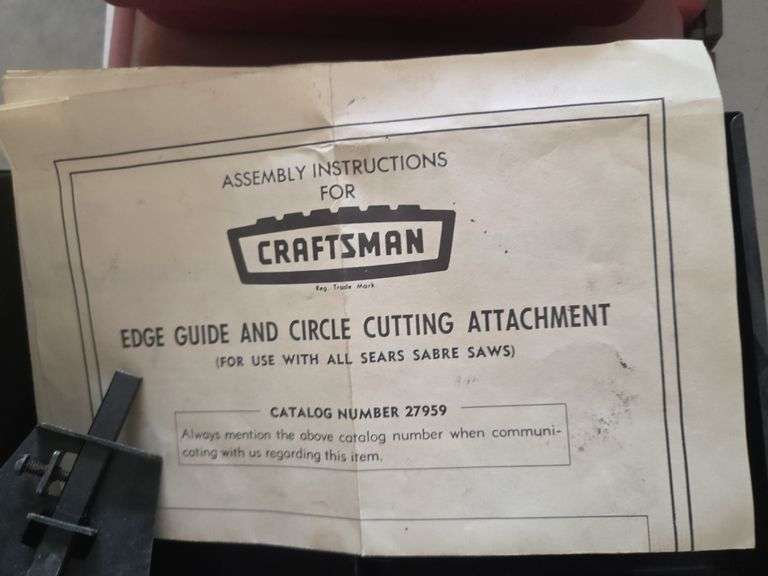 ASSEMBLY INSTRUCTIONS
FOR
CRAFTSMAN
Reg. Trade Mark
EDGE GUIDE AND CIRCLE CUTTING ATTACHMENT
(FOR USE WITH ALL SEARS SABRE SAWS)
CATALOG NUMBER 27959
Always mention the above catalog number when communi-
cating with us regarding this item.